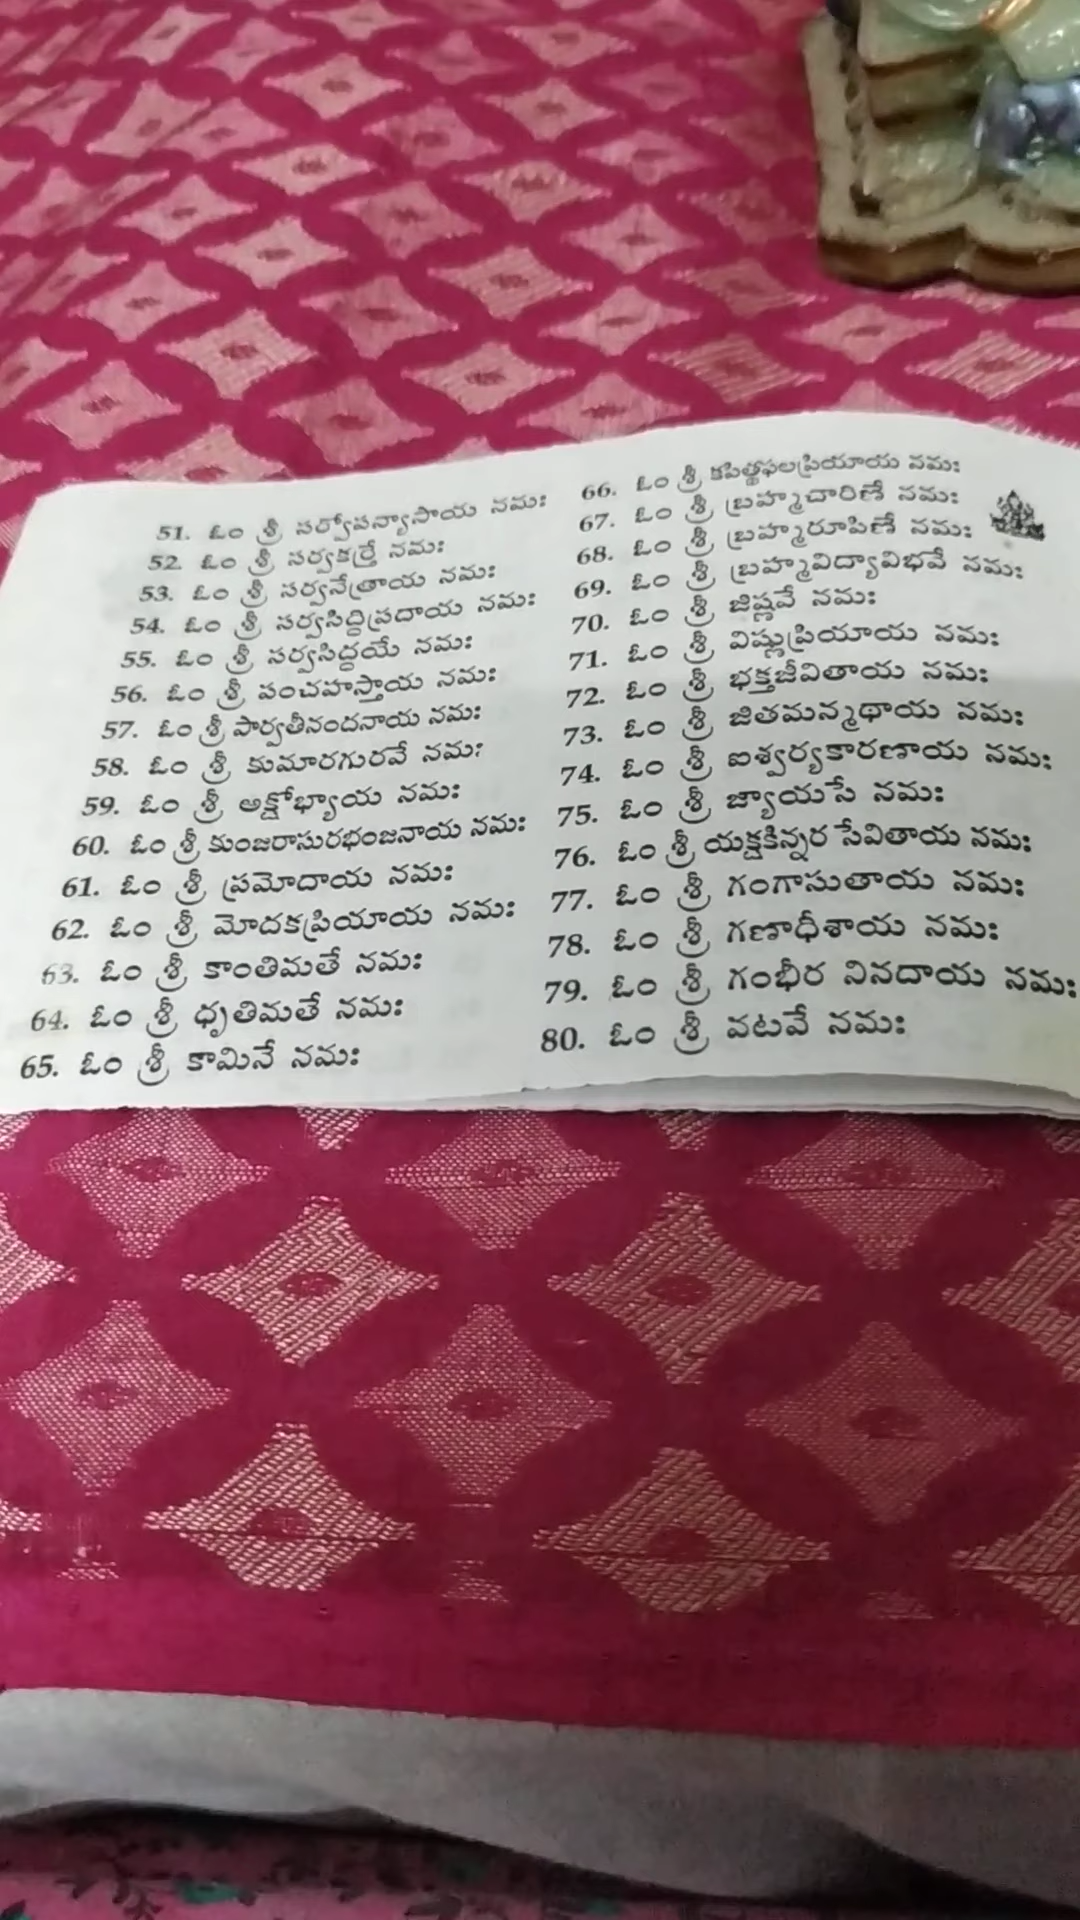 51. ఓం శ్రీ సర్వోపన్యాసాయ నమః
52. ఓం శ్రీ సర్వకర్త్రే నమః
53. ఓం శ్రీ సర్వనేత్రాయ నమః
54. ఓం శ్రీ సర్వసిద్ధిప్రదాయ నమః
55. ఓం శ్రీ సర్వసిద్ధయే నమః
56. ఓం శ్రీ పంచహస్తాయ నమః
57. ఓం శ్రీ పార్వతీనందనాయ నమః
58. ఓం శ్రీ కుమారగురవే నమః
59. ఓం శ్రీ అక్షోభ్యాయ నమః
60. ఓం శ్రీ కుంజరాసురభంజనాయ నమః
61. ఓం శ్రీ ప్రమోదాయ నమః
62. ఓం శ్రీ మోదకప్రియాయ నమః
63. ఓం శ్రీ కాంతిమతే నమః
64. ఓం శ్రీ ధృతిమతే నమః
65. ఓం శ్రీ కామినే నమః
66. ఓం శ్రీ కపిత్థఫలప్రియాయ నమః
67. ఓం శ్రీ బ్రహ్మచారిణే నమః
68. ఓం శ్రీ బ్రహ్మరూపిణే నమః
69. ఓం శ్రీ బ్రహ్మవిద్యావిభవే నమః
70. ఓం శ్రీ జిష్ణవే నమః
71. ఓం శ్రీ విష్ణుప్రియాయ నమః
72. ఓం శ్రీ భక్తజీవితాయ నమః
73. ఓం శ్రీ జితమన్మథాయ నమః
74. ఓం శ్రీ ఐశ్వర్యకారణాయ నమః
75. ఓం శ్రీ జ్యాయసే నమః
76. ఓం శ్రీ యక్షకిన్నర సేవితాయ నమః
77. ఓం శ్రీ గంగాసుతాయ నమః
78. ఓం శ్రీ గణాధీశాయ నమః
79. ఓం శ్రీ గంభీర నినదాయ నమః
80. ఓం శ్రీ వటవే నమః